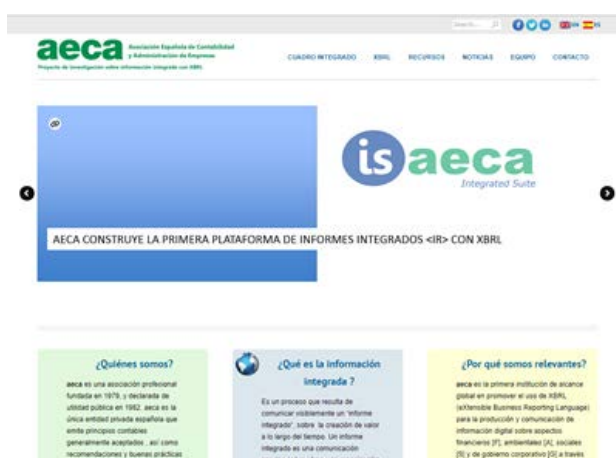 Search...
EN ES
aeca Asociación Española de Contabilidad
y Administración de Empresas
Proyecto de investigación sobre información integrada con XBRL
CUADRO INTEGRADO XBRL RECURSOS NOTICIAS EQUIPO CONTACTO
is aeca
Integrated Suite
AECA CONSTRUYE LA PRIMERA PLATAFORMA DE INFORMES INTEGRADOS <IR> CON XBRL
¿Quiénes somos?
aeca es una asociación profesional
fundada en 1979, y declarada de
utilidad pública en 1982. aeca es la
única entidad privada española que
emite principios contables
generalmente aceptados , así como
recomendaciones y buenas prácticas
¿Qué es la información
integrada ?
Es un proceso que resulta de
comunicar visiblemente un "informe
integrado", sobre la creación de valor
a lo largo del tiempo. Un informe
integrado es una comunicación
¿Por qué somos relevantes?
aeca es la primera institución de alcance
global en promover el uso de XBRL
(eXtensible Business Reporting Language)
para la producción y comunicación de
información digital sobre aspectos
financieros [F], ambientales [A], sociales
[S] y de gobierno corporativo [G] a través